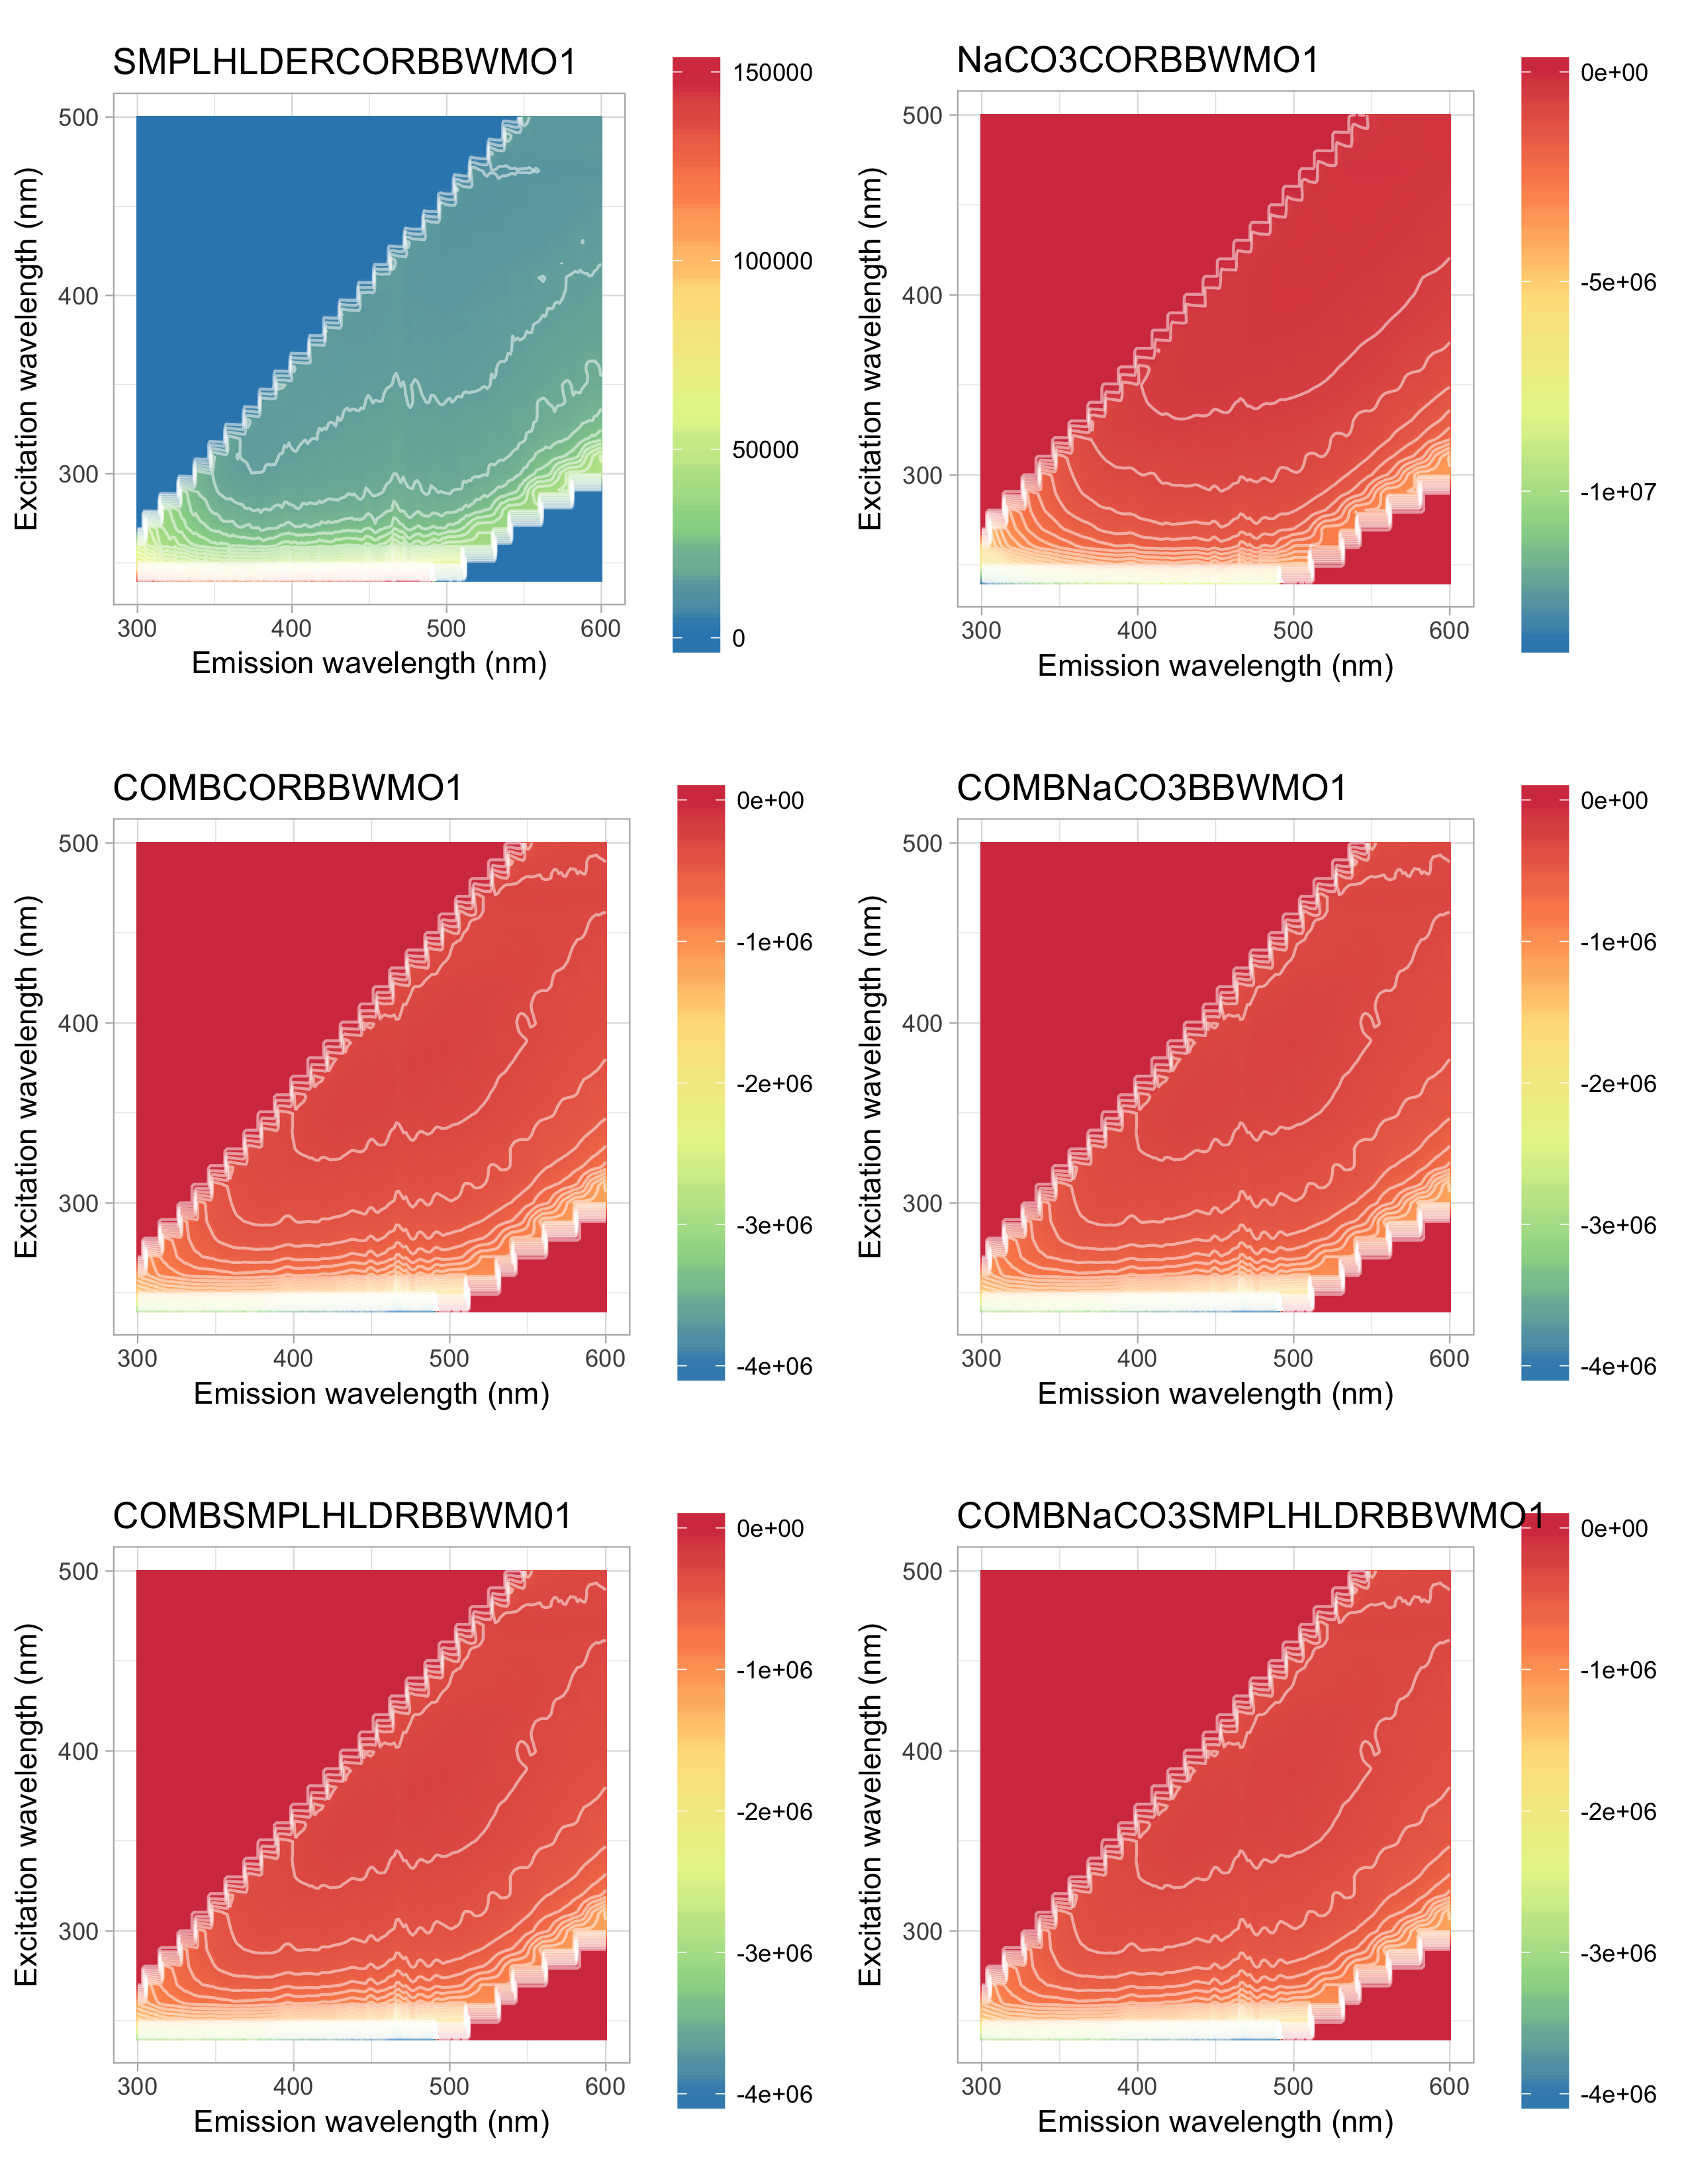 SMPLHLDERCORBBWMO1
150000
100000
50000
0
500
400
300
Excitation wavelength (nm)
300 400 500 600
Emission wavelength (nm)
NaCO3CORBBWMO1
0e+00
-5e+06
-1e+07
500
400
300
Excitation wavelength (nm)
300 400 500 600
Emission wavelength (nm)
COMBCORBBWMO1
0e+00
-1e+06
-2e+06
-3e+06
-4e+06
500
400
300
Excitation wavelength (nm)
300 400 500 600
Emission wavelength (nm)
COMBNaCO3BBWMO1
0e+00
-1e+06
-2e+06
-3e+06
-4e+06
500
400
300
Excitation wavelength (nm)
300 400 500 600
Emission wavelength (nm)
COMBSMPLHLDRBBWM01
0e+00
-1e+06
-2e+06
-3e+06
-4e+06
500
400
300
Excitation wavelength (nm)
300 400 500 600
Emission wavelength (nm)
COMBNaCO3SMPLHLDRBBWMO1
0e+00
-1e+06
-2e+06
-3e+06
-4e+06
500
400
300
Excitation wavelength (nm)
300 400 500 600
Emission wavelength (nm)